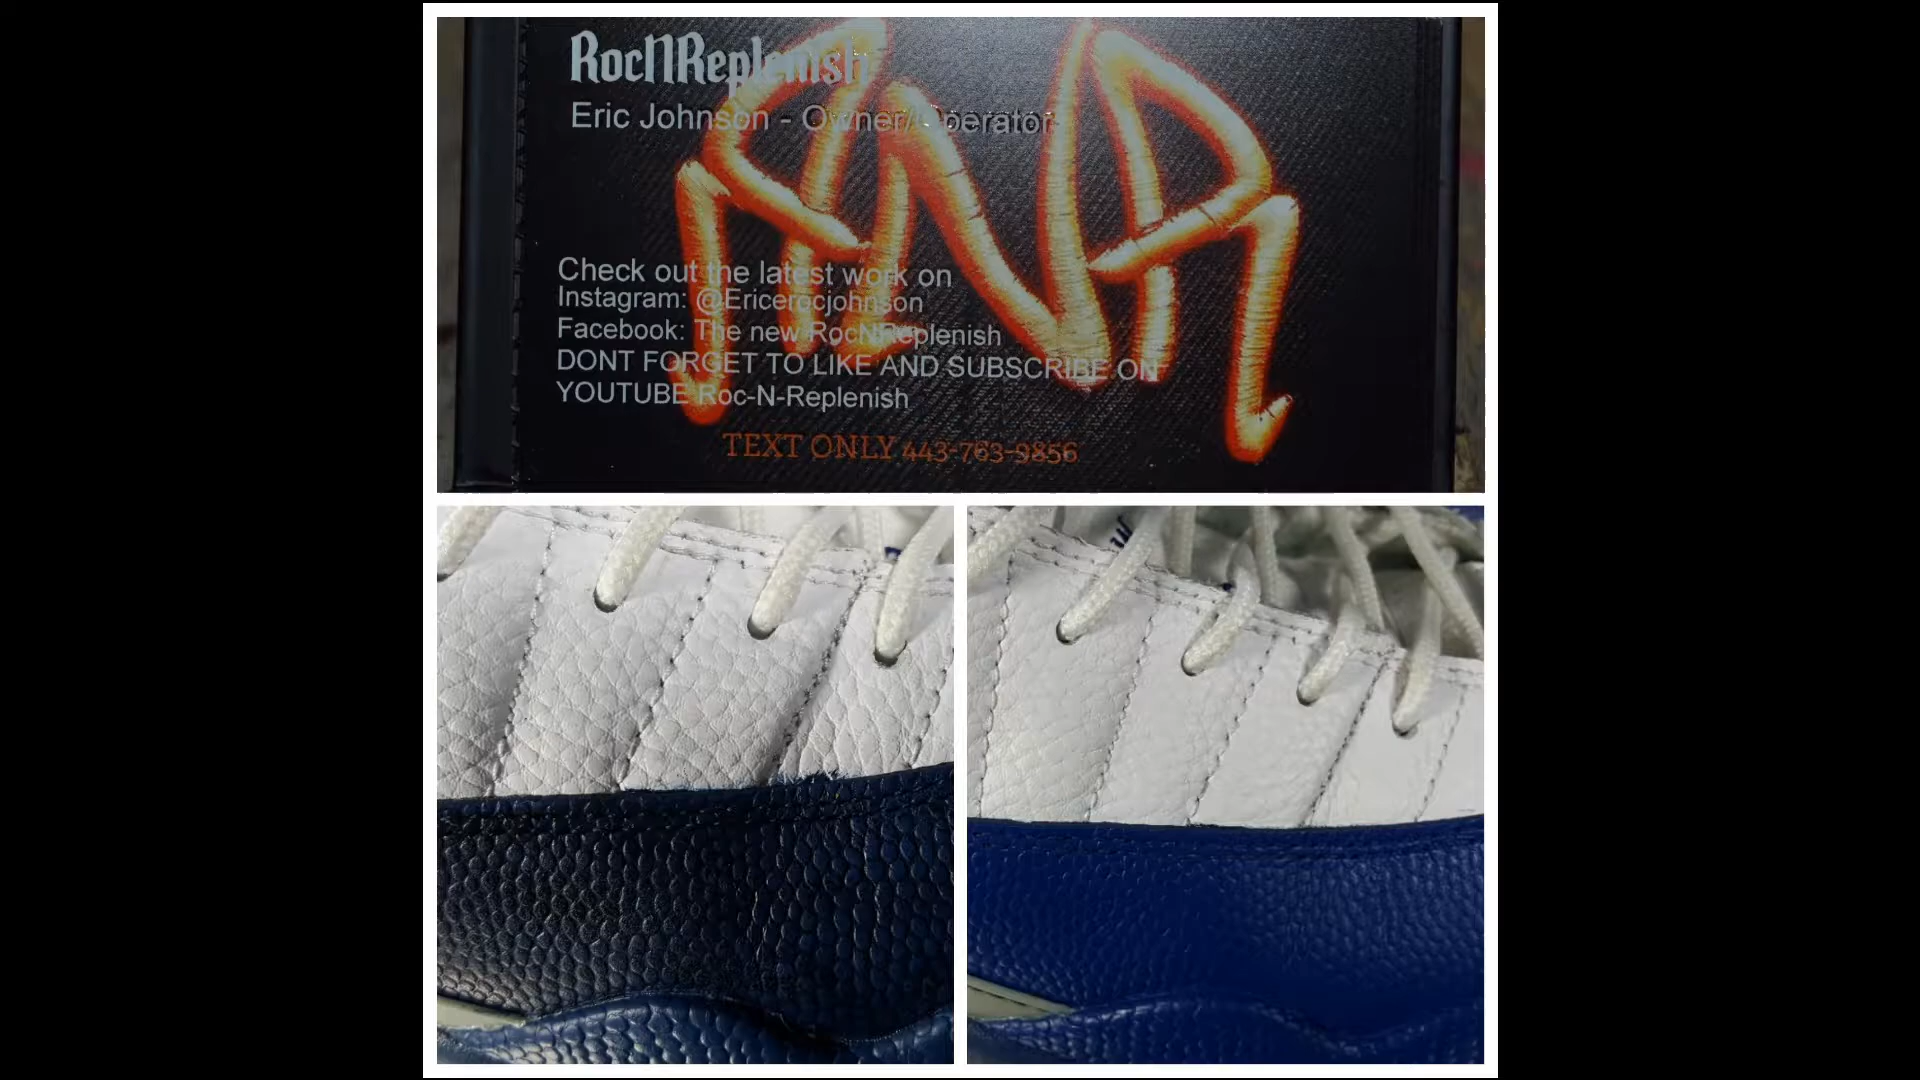 RocNReplenish
Eric Johnson - Owner/Operator
Check out the latest work on
Instagram: @Ericerocjohnson
Facebook: The new RocNReplenish
DONT FORGET TO LIKE AND SUBSCRIBE ON
YOUTUBE Roc-N-Replenish
TEXT ONLY 443-763-9856